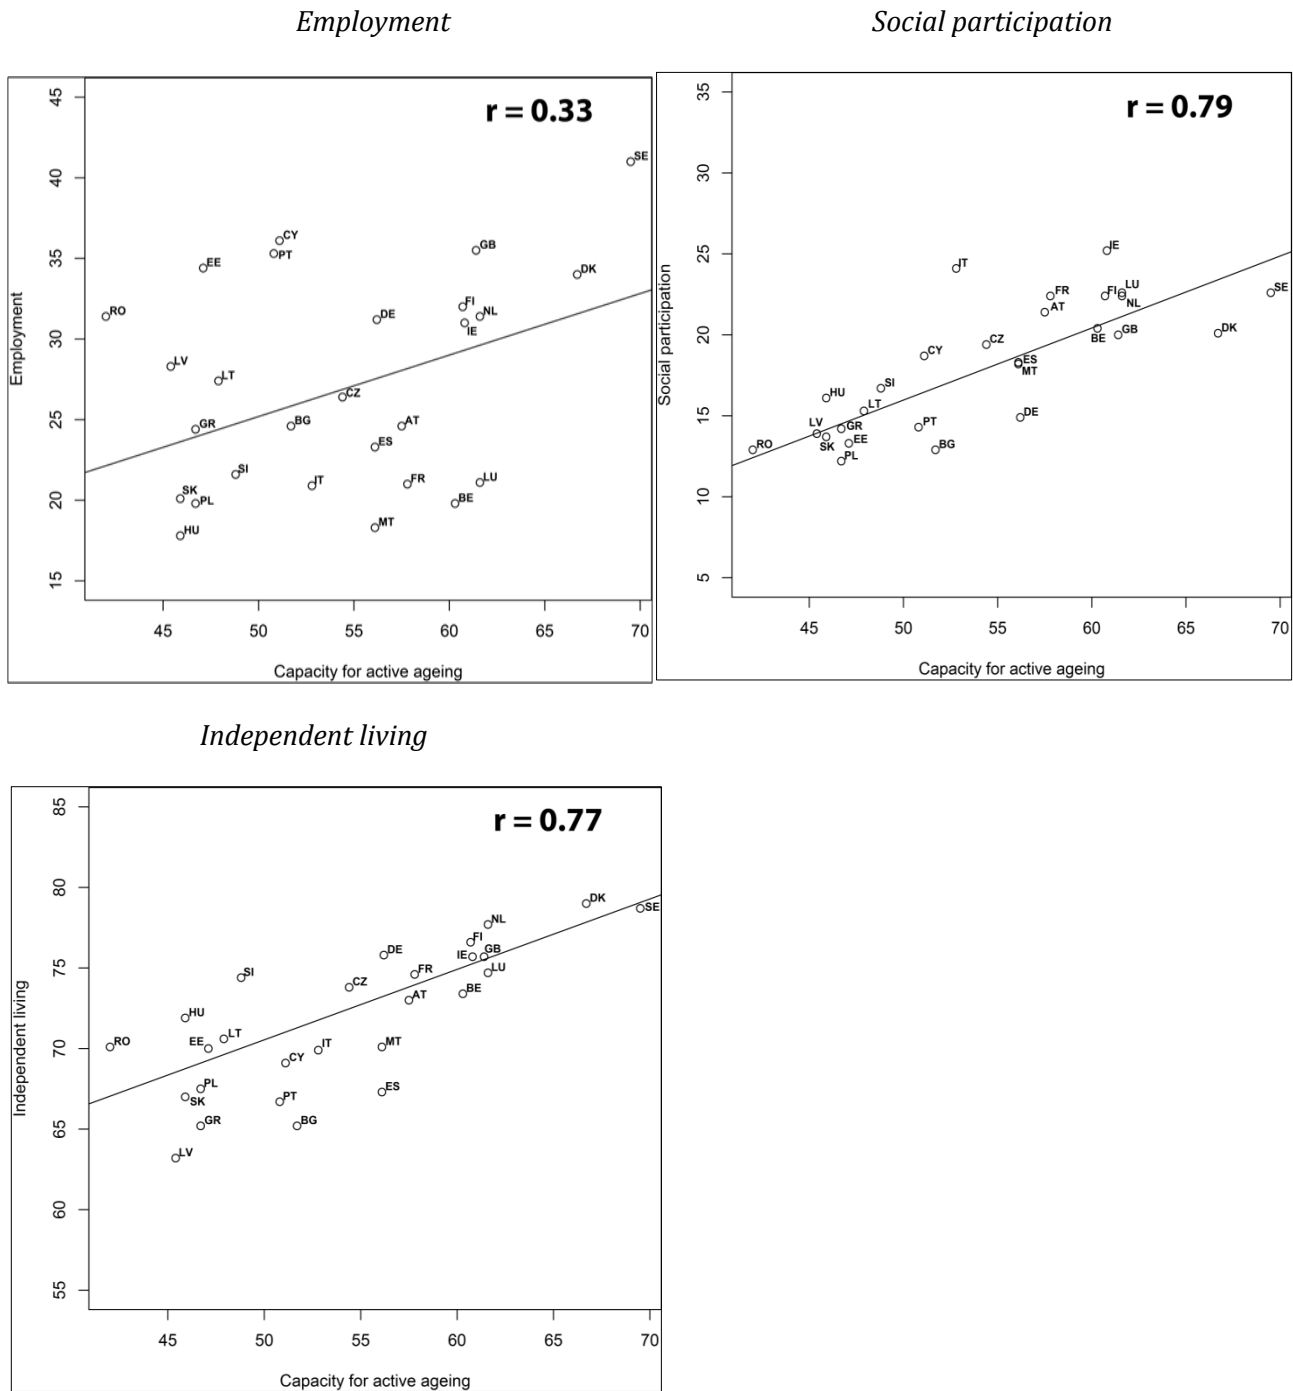 Employment
r = 0.33
45
40
35
30
25
20
15
Employment
SE
CY
PT
GB
EE
DK
RO
FI
NL
DE
IE
LV
LT
CZ
GR
BG
AT
ES
SI
IT
FR
LU
SK
PL
BE
MT
HU
45 50 55 60 65 70
Capacity for active ageing
Social participation
r = 0.79
35
30
25
20
15
10
5
Social participation
IE
IT
LU
FR
FI
NL
SE
AT
GB
DK
BE
CZ
CY
ES
MT
SI
HU
LT
DE
LV
GR
PT
SK
EE
RO
BG
PL
45 50 55 60 65 70
Capacity for active ageing
Independent living
r = 0.77
85
80
75
70
65
60
55
Independent living
DK
SE
NL
FI
DE
IE
GB
SI
FR
LU
CZ
BE
AT
HU
LT
RO
EE
IT
MT
CY
PL
ES
SK
PT
GR
BG
LV
45 50 55 60 65 70
Capacity for active ageing